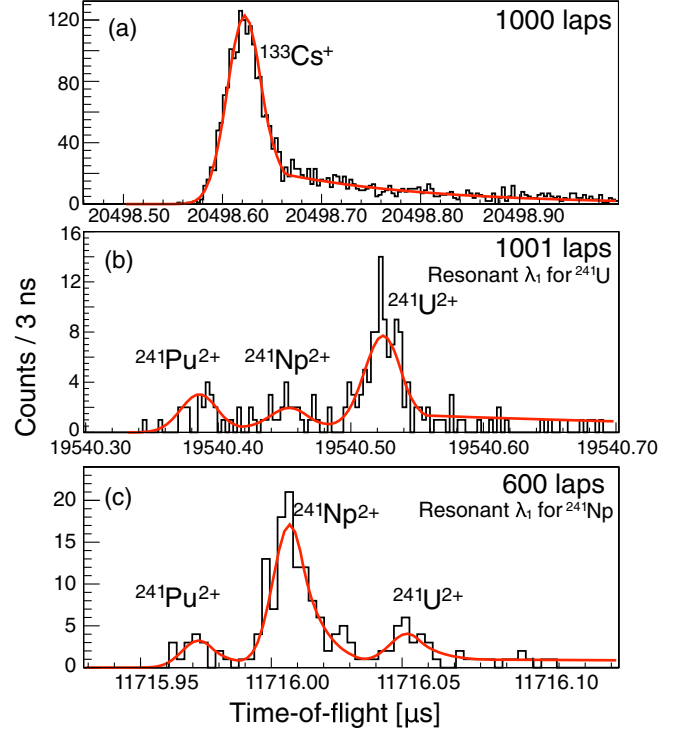 120
80
40
0
(a)
1000 laps
¹³³Cs⁺
20498.50 20498.60 20498.70 20498.80 20498.90
16
12
8
4
0
(b)
1001 laps
Resonant λ₁ for ²⁴¹U
²⁴¹U²⁺
²⁴¹Pu²⁺ ²⁴¹Np²⁺
19540.30 19540.40 19540.50 19540.60 19540.70
Counts / 3 ns
20
15
10
5
0
(c)
600 laps
²⁴¹Np²⁺
Resonant λ₁ for ²⁴¹Np
²⁴¹Pu²⁺ ²⁴¹U²⁺
11715.95 11716.00 11716.05 11716.10
Time-of-flight [μs]